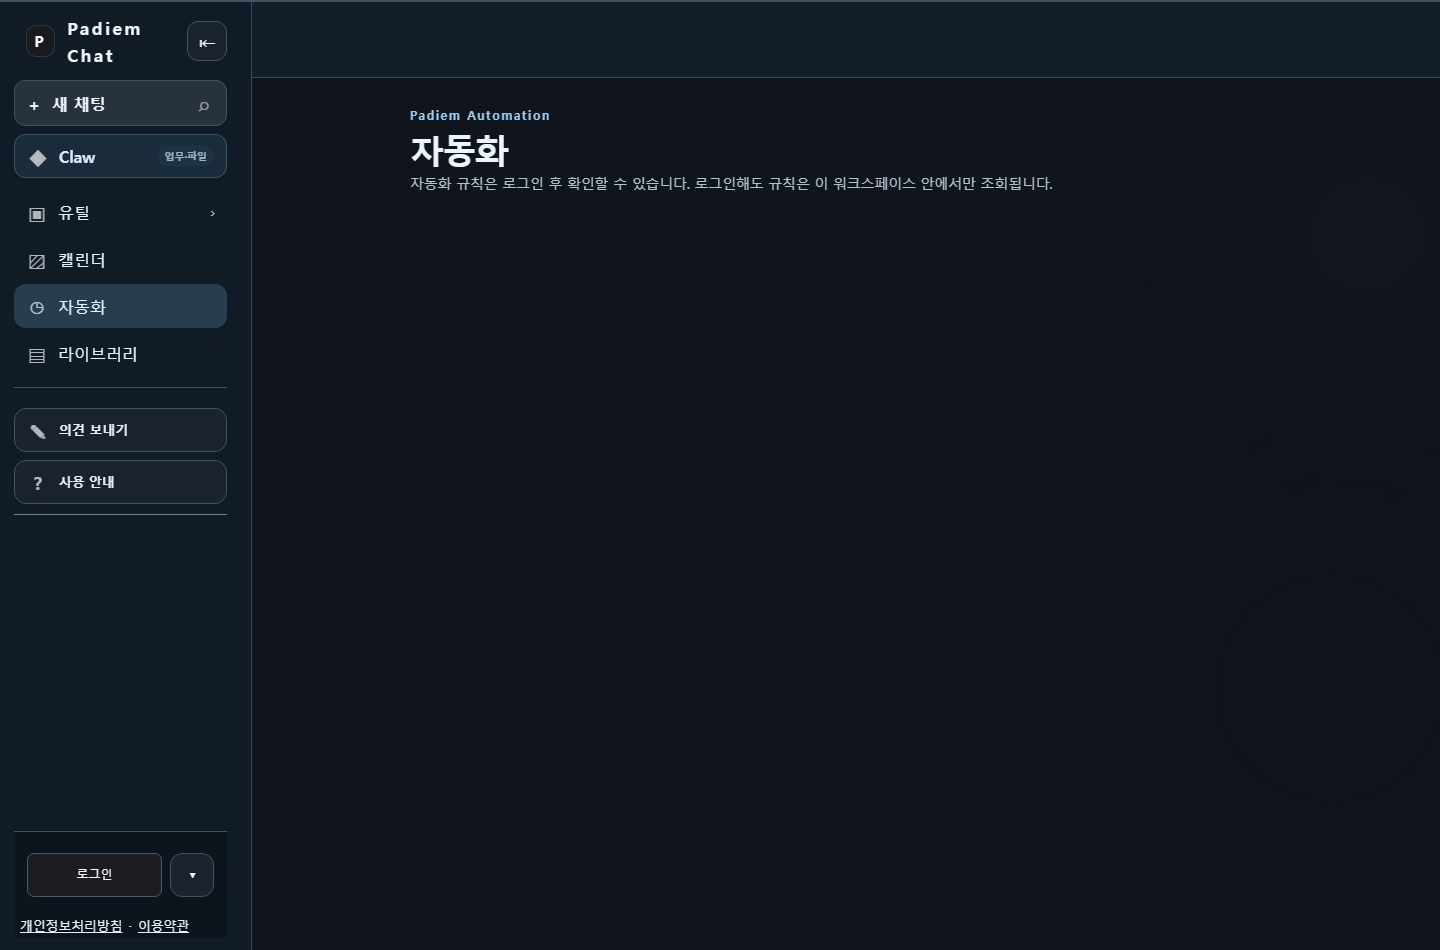 P
Padiem
Chat
새 채팅
Claw
업무·파일
유틸
캘린더
자동화
라이브러리
의견 보내기
? 사용 안내
로그인
개인정보처리방침 · 이용약관
Padiem Automation
자동화
자동화 규칙은 로그인 후 확인할 수 있습니다. 로그인해도 규칙은 이 워크스페이스 안에서만 조회됩니다.